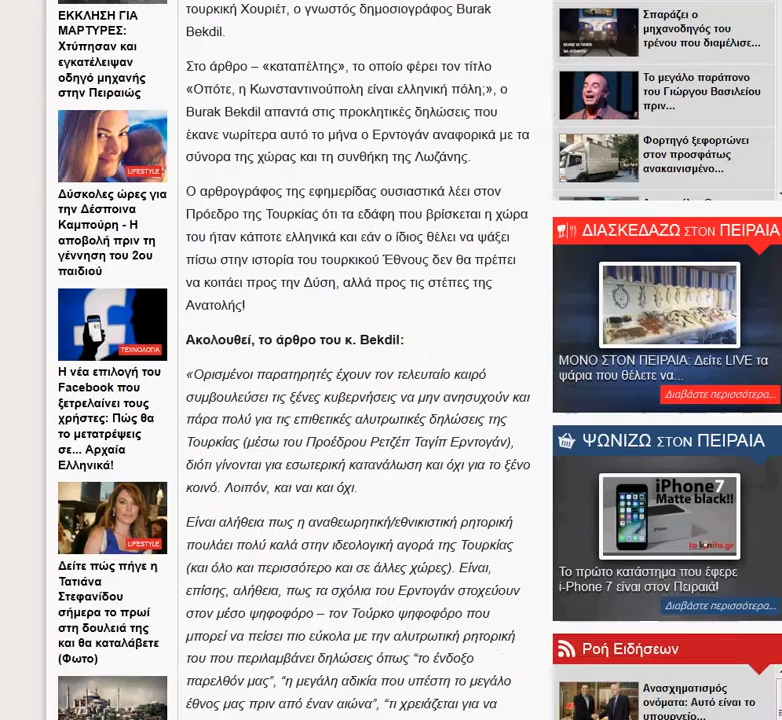 ΕΚΚΛΗΣΗ ΓΙΑ
ΜΑΡΤΥΡΕΣ:
Χτύπησαν και
εγκατέλειψαν
οδηγό μηχανής
στην Πειραιώς
LIFESTYLE
Δύσκολες ώρες για
την Δέσποινα
Καμπούρη - Η
αποβολή πριν τη
γέννηση του 2ου
παιδιού
ΤΕΧΝΟΛΟΓΙΑ
Η νέα επιλογή του
Facebook που
ξετρελαίνει τους
χρήστες: Πώς θα
το μετατρέψεις
σε... Αρχαία
Ελληνικά!
LIFESTYLE
Δείτε πώς πήγε η
Τατιάνα
Στεφανίδου
σήμερα το πρωί
στη δουλειά της
και θα καταλάβετε
(Φωτο)
τουρκική Χουριέτ, ο γνωστός δημοσιογράφος Burak
Bekdil.
Στο άρθρο – «καταπέλτης», το οποίο φέρει τον τίτλο
«Οπότε, η Κωνσταντινούπολη είναι ελληνική πόλη;», ο
Burak Bekdil απαντά στις προκλητικές δηλώσεις που
έκανε νωρίτερα αυτό το μήνα ο Ερντογάν αναφορικά με τα
σύνορα της χώρας και τη συνθήκη της Λωζάνης.
Ο αρθρογράφος της εφημερίδας ουσιαστικά λέει στον
Πρόεδρο της Τουρκίας ότι τα εδάφη που βρίσκεται η χώρα
του ήταν κάποτε ελληνικά και εάν ο ίδιος θέλει να ψάξει
πίσω στην ιστορία του τουρκικού Έθνους δεν θα πρέπει
να κοιτάει προς την Δύση, αλλά προς τις στέπες της
Ανατολής!
Ακολουθεί, το άρθρο του κ. Bekdil:
«Ορισμένοι παρατηρητές έχουν τον τελευταίο καιρό
συμβουλεύσει τις ξένες κυβερνήσεις να μην ανησυχούν και
πάρα πολύ για τις επιθετικές αλυτρωτικές δηλώσεις της
Τουρκίας (μέσω του Προέδρου Ρετζέπ Ταγίπ Ερντογάν),
διότι γίνονται για εσωτερική κατανάλωση και όχι για το ξένο
κοινό. Λοιπόν, και ναι και όχι.
Είναι αλήθεια πως η αναθεωρητική/εθνικιστική ρητορική
πουλάει πολύ καλά στην ιδεολογική αγορά της Τουρκίας
(και όλο και περισσότερο και σε άλλες χώρες). Είναι,
επίσης, αλήθεια, πως τα σχόλια του Ερντογάν στοχεύουν
στον μέσο ψηφοφόρο – τον Τούρκο ψηφοφόρο που
μπορεί να πείσει πιο εύκολα με την αλυτρωτική ρητορική
του που περιλαμβάνει δηλώσεις όπως “το ένδοξο
παρελθόν μας”, “η μεγάλη αδικία που υπέστη το μεγάλο
έθνος μας πριν από έναν αιώνα”, “τι χρειάζεται για να
Σπαράζει ο
μηχανοδηγός του
τρένου που διαμέλισε...
Το μεγάλο παράπονο
του Γιώργου Βασιλείου
πριν...
Φορτηγό ξεφορτώνει
στον προσφάτως
ανακαινισμένο...
ΔΙΑΣΚΕΔΑΖΩ ΣΤΟΝ ΠΕΙΡΑΙΑ
ΜΟΝΟ ΣΤΟΝ ΠΕΙΡΑΙΑ: Δείτε LIVE τα
ψάρια που θέλετε να...
Διαβάστε περισσότερα...
ΨΩΝΙΖΩ ΣΤΟΝ ΠΕΙΡΑΙΑ
iPhone7
Matte black!!
Το πρώτο κατάστημα που έφερε
i-Phone 7 είναι στον Πειραιά!
Διαβάστε περισσότερα...
Ροή Ειδήσεων
Ανασχηματισμός
ονόματα: Αυτό είναι το
υπουργείο...